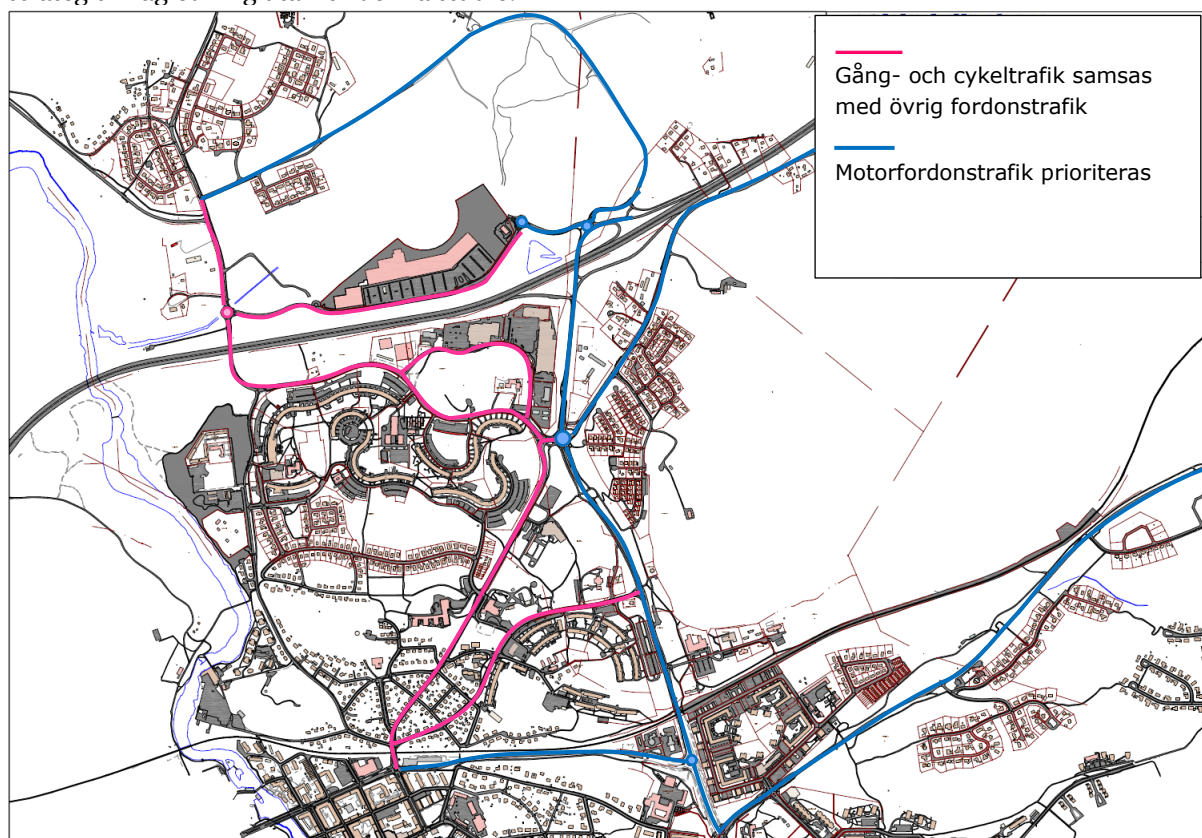 Gång- och cykeltrafik samsas
med övrig fordonstrafik
Motorfordonstrafik prioriteras